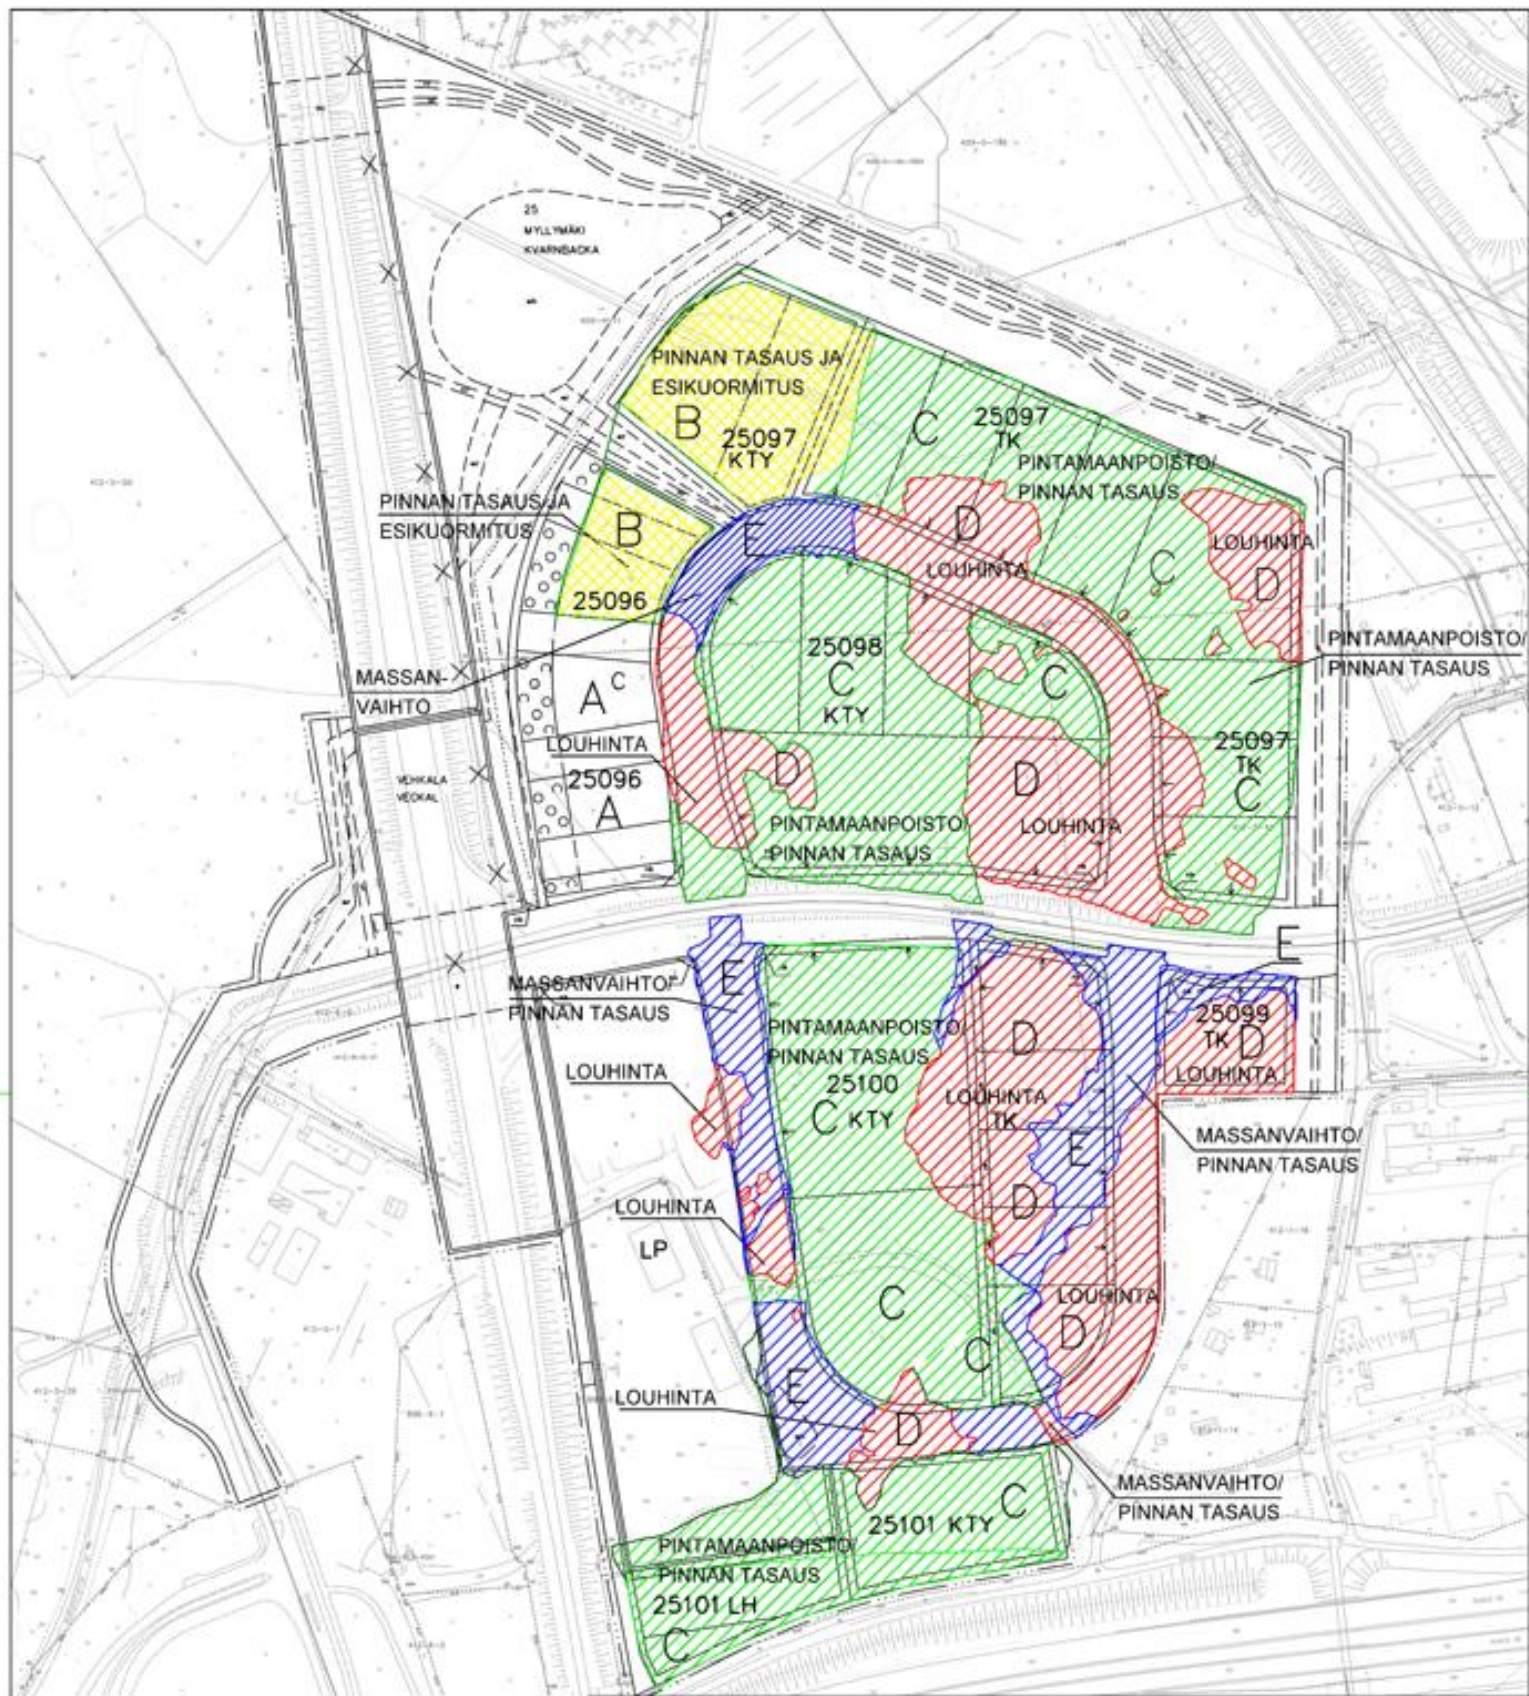 25
MYLLYMÄKI
KVARNBACKA
PINNAN TASAUS JA
ESIKUORMITUS
B
25097
KTY
C
25097
TK
PINTAMAANPOISTO/
PINNAN TASAUS
PINNAN TASAUS JA
ESIKUORMITUS
B
25096
E
D
LOUHINTA
C
LOUHINTA
D
PINTAMAANPOISTO/
PINNAN TASAUS
MASSAN-
VAIHTO
A C
25098
C
KTY
C
LOUHINTA
25096
A
VEHKALA
VECKAL
D
D
25097
TK
C
PINTAMAANPOISTO/
PINNAN TASAUS
LOUHINTA
E
MASSANVAIHTO/
PINNAN TASAUS
E
PINTAMAANPOISTO/
PINNAN TASAUS
25100
C KTY
D
LOUHINTA
TK
25099
TK D
LOUHINTA
LOUHINTA
E
MASSANVAIHTO/
PINNAN TASAUS
D
LOUHINTA
LP
C
C
LOUHINTA
D
E
LOUHINTA
D
MASSANVAIHTO/
PINNAN TASAUS
25101 KTY
C
PINTAMAANPOISTO/
PINNAN TASAUS
25101 LH
C